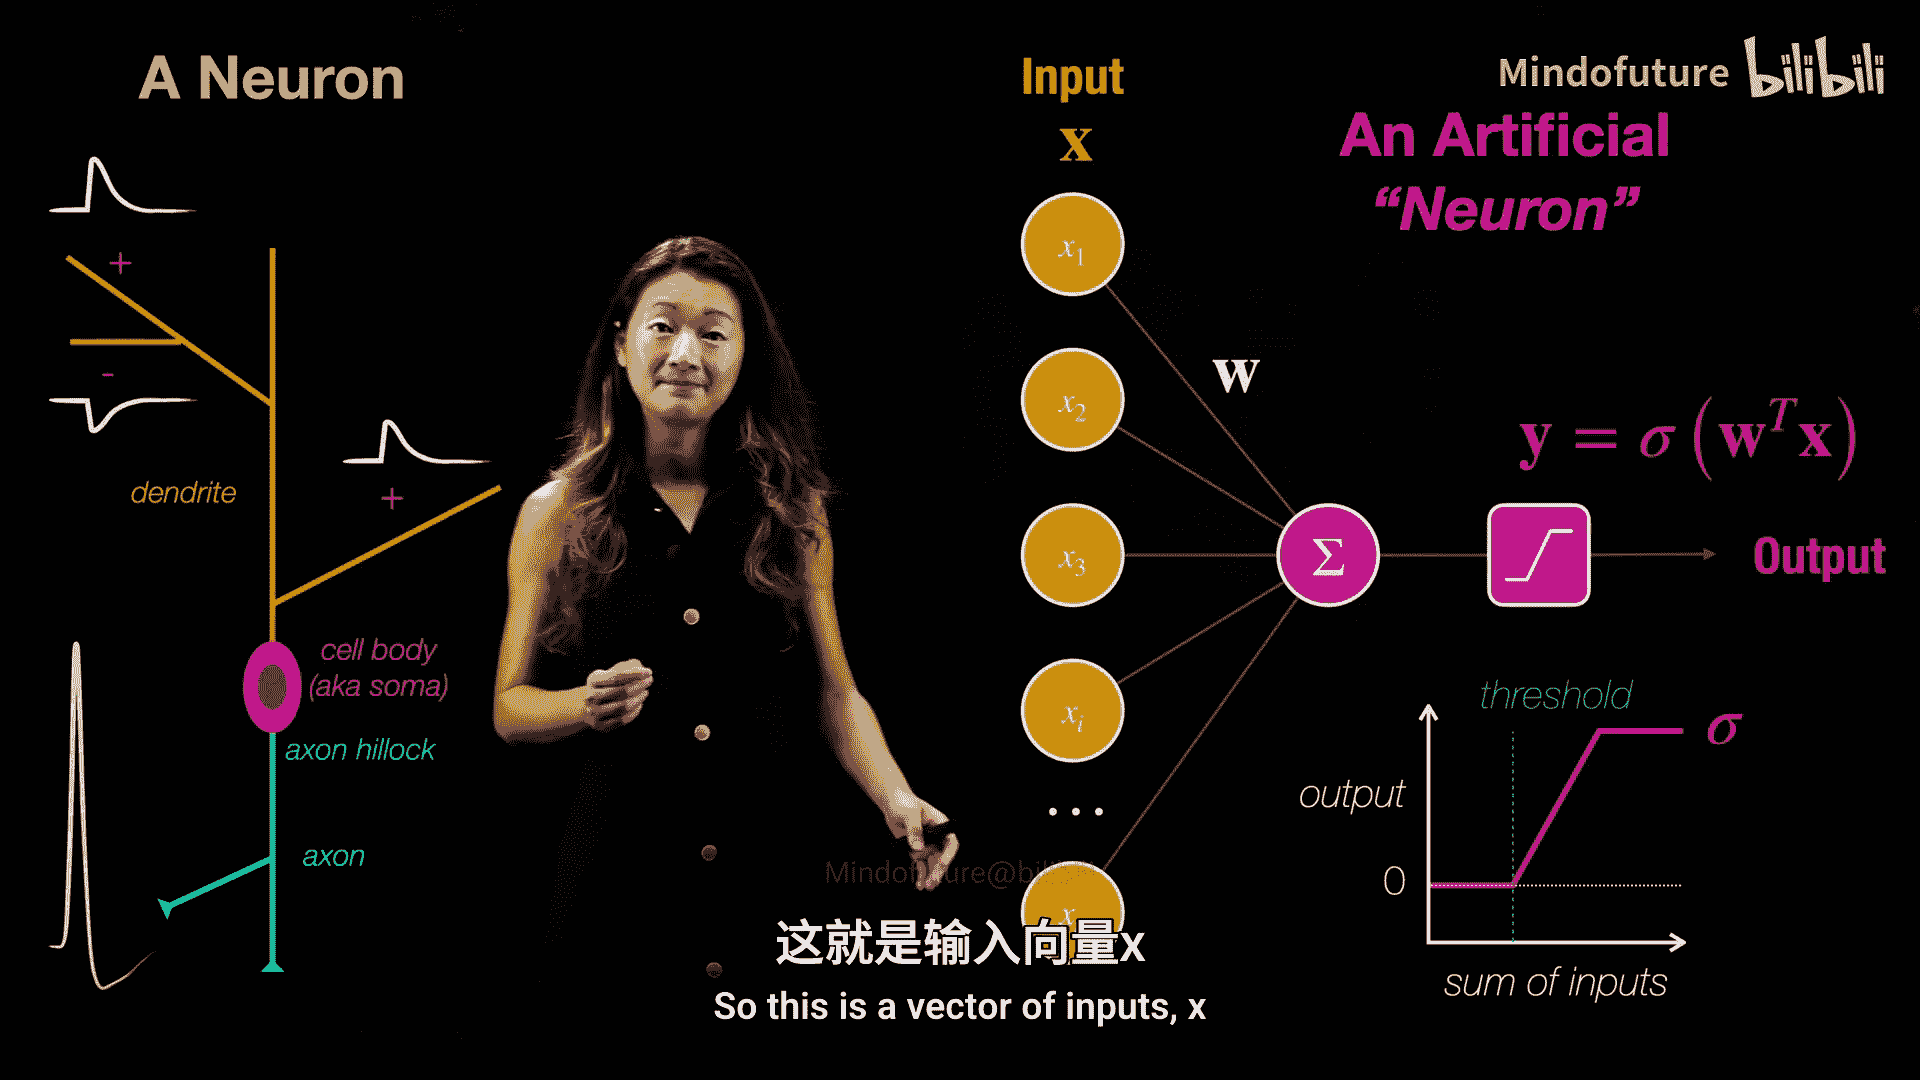 A Neuron
+
-
+
dendrite
cell body
(aka soma)
axon hillock
axon
Input
x
x1
x2
x3
xi
...
x
w
Σ
Mindofuture bilibili
An Artificial
“Neuron”
y = σ (wᵀx)
Output
threshold
σ
output
0
sum of inputs
这就是输入向量x
So this is a vector of inputs, x